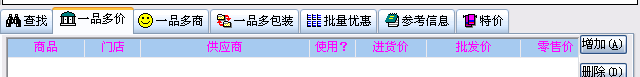 查找 一品多价 一品多商 一品多包装 批量优惠 参考信息 特价
商品 门店 供应商 使用? 进货价 批发价 零售价 增加(A)
删除(D)